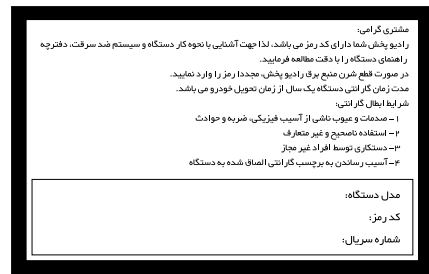 مشتری گرامی:
رادیو پخش شما دارای کد رمز می باشد، لذا جهت آشنایی با نحوه کار دستگاه و سیستم ضد سرقت، دفترچه
راهنمای دستگاه را با دقت مطالعه فرمایید.
در صورت قطع شرن منبع برق رادیو پخش، مجددا رمز را وارد نمایید.
مدت زمان گارانتی دستگاه یک سال از زمان تحویل خودرو می باشد.
شرایط ابطال گارانتی:
۱- صدمات و عیوب ناشی از آسیب فیزیکی، ضربه و حوادث
۲- استفاده ناصحیح و غیر متعارف
۳- دستکاری توسط افراد غیر مجاز
۴- آسیب رساندن به برچسب گارانتی الصاق شده به دستگاه
مدل دستگاه:
کد رمز:
شماره سریال: